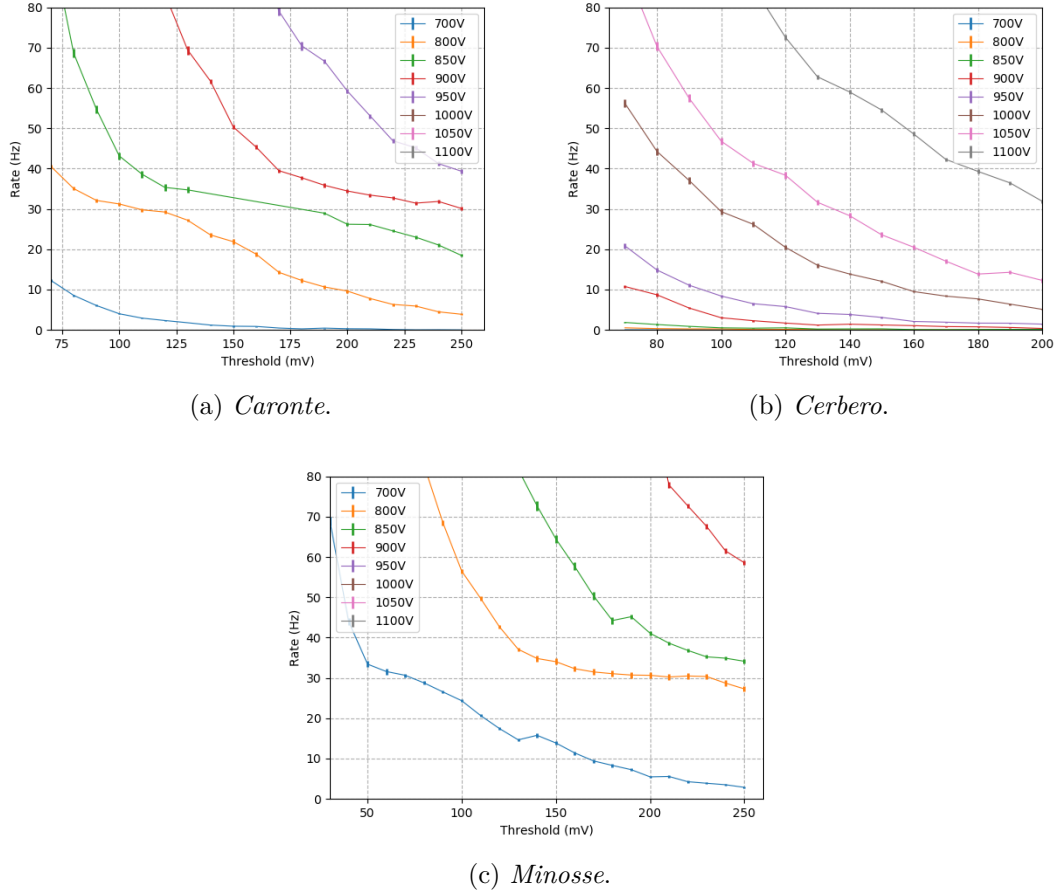 80
70
60
50
40
30
20
10
0
Rate (Hz)
75
100
125
150
175
200
225
250
Threshold (mV)
700V
800V
850V
900V
950V
1000V
1050V
1100V
(a) Caronte.
80
70
60
50
40
30
20
10
0
Rate (Hz)
80
100
120
140
160
180
200
Threshold (mV)
700V
800V
850V
900V
950V
1000V
1050V
1100V
(b) Cerbero.
80
70
60
50
40
30
20
10
0
Rate (Hz)
50
100
150
200
250
Threshold (mV)
700V
800V
850V
900V
950V
1000V
1050V
1100V
(c) Minosse.